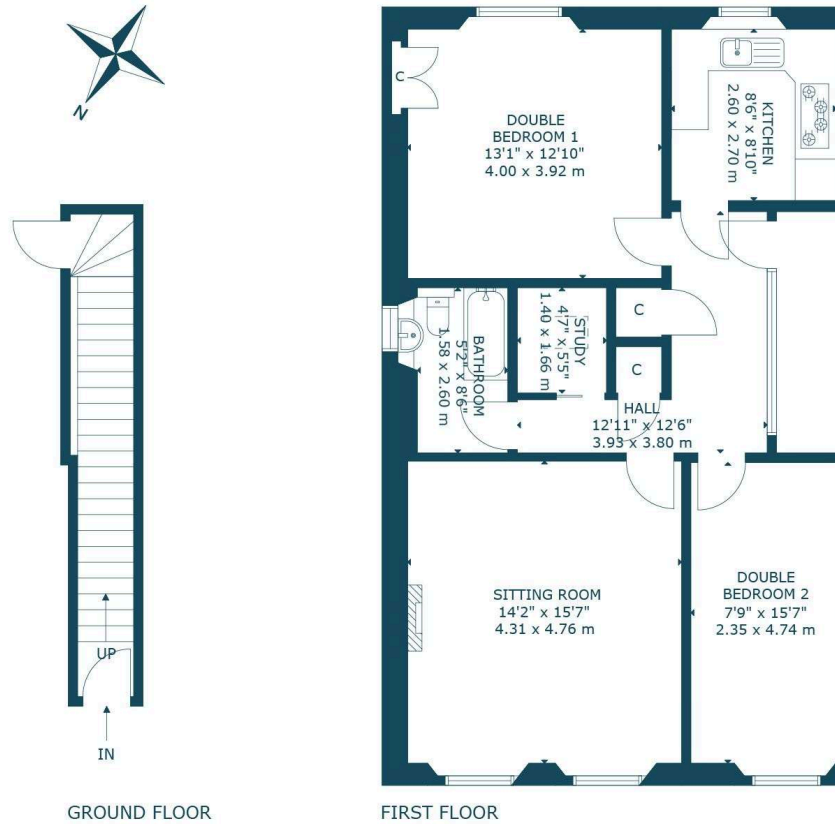 N
C
DOUBLE
BEDROOM 1
13'1" x 12'10"
4.00 x 3.92 m
KITCHEN
8'6" x 8'10"
2.60 x 2.70 m
C
C
STUDY
4'7" x 5'5"
1.40 x 1.66 m
BATHROOM
5'2" x 8'6"
1.58 x 2.60 m
HALL
12'11" x 12'6"
3.93 x 3.80 m
SITTING ROOM
14'2" x 15'7"
4.31 x 4.76 m
DOUBLE
BEDROOM 2
7'9" x 15'7"
2.35 x 4.74 m
UP
IN
GROUND FLOOR
FIRST FLOOR